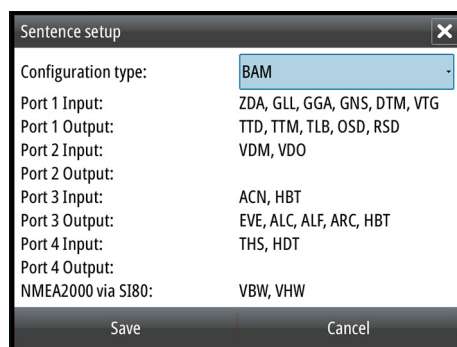 Sentence setup
Configuration type: BAM
Port 1 Input: ZDA, GLL, GGA, GNS, DTM, VTG
Port 1 Output: TTD, TTM, TLB, OSD, RSD
Port 2 Input: VDM, VDO
Port 2 Output:
Port 3 Input: ACN, HBT
Port 3 Output: EVE, ALC, ALF, ARC, HBT
Port 4 Input: THS, HDT
Port 4 Output:
NMEA2000 via SI80: VBW, VHW
Save Cancel